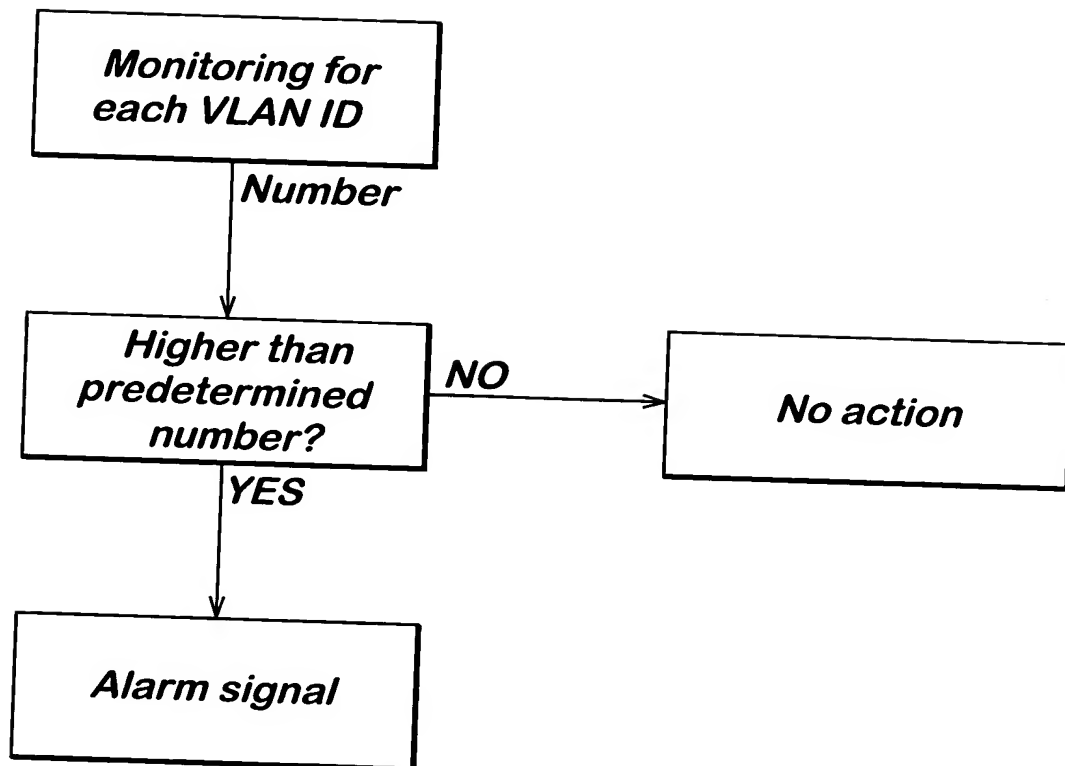 Monitoring for
each VLAN ID
Number
Higher than
predetermined
number?
NO
No action
YES
Alarm signal